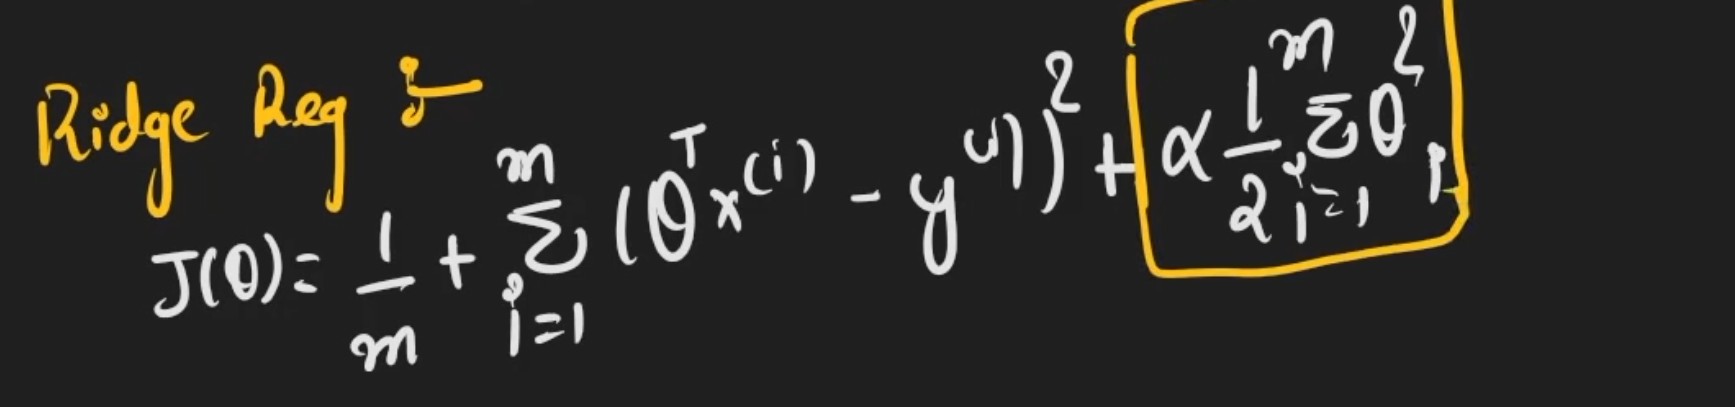 Ridge Reg :-
J(θ) = 1/m + Σ_{i=1}^{m} (θ^T x^{(i)} - y^{(i)})^2 + α 1/2 Σ_{i=1}^{m} θ_i^2